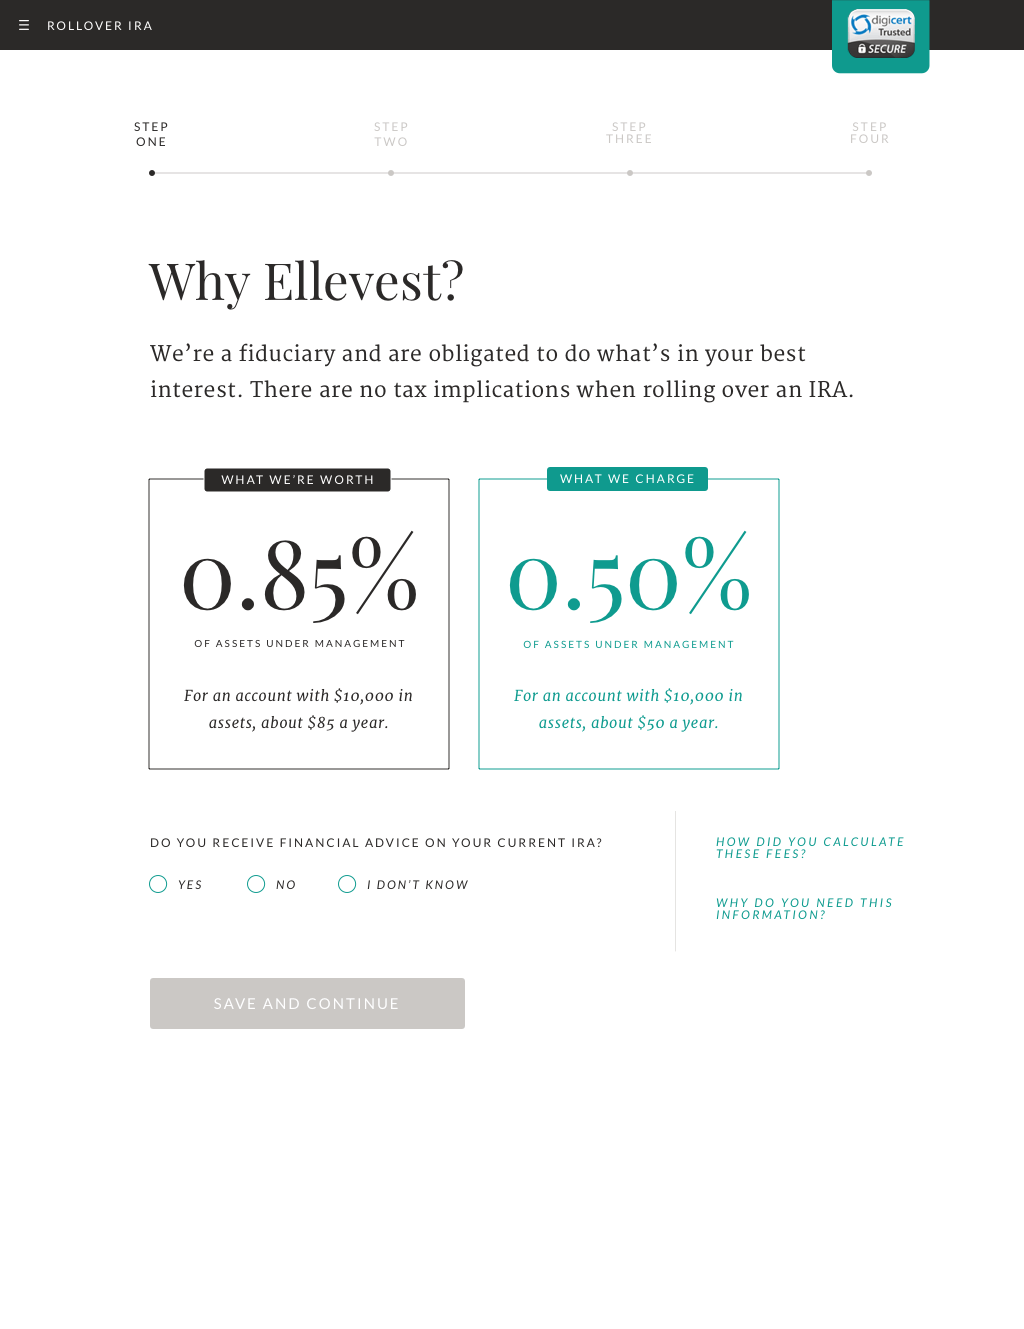 ☰ ROLLOVER IRA
digicert
Trusted
SECURE
STEP
ONE
STEP
TWO
STEP
THREE
STEP
FOUR
Why Ellevest?
We’re a fiduciary and are obligated to do what’s in your best
interest. There are no tax implications when rolling over an IRA.
WHAT WE’RE WORTH
0.85%
OF ASSETS UNDER MANAGEMENT
For an account with $10,000 in
assets, about $85 a year.
WHAT WE CHARGE
0.50%
OF ASSETS UNDER MANAGEMENT
For an account with $10,000 in
assets, about $50 a year.
DO YOU RECEIVE FINANCIAL ADVICE ON YOUR CURRENT IRA?
YES
NO
I DON’T KNOW
HOW DID YOU CALCULATE
THESE FEES?
WHY DO YOU NEED THIS
INFORMATION?
SAVE AND CONTINUE